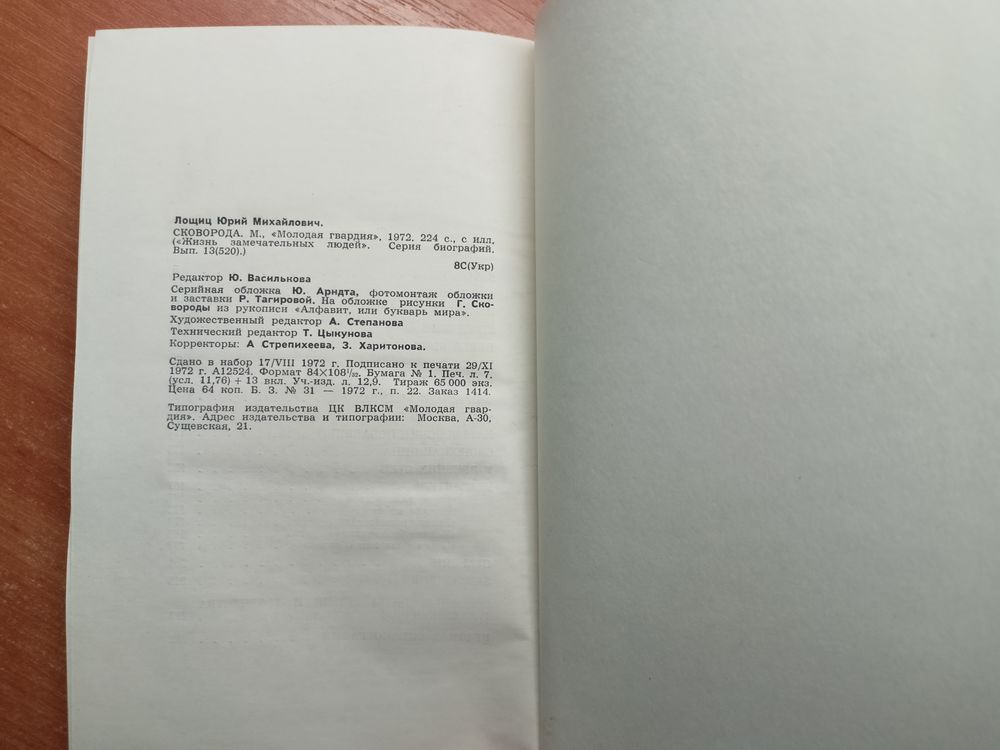 Лощиц Юрий Михайлович.
СКОВОРОДА. М., «Молодая гвардия», 1972. 224 с., с илл.
(«Жизнь замечательных людей». Серия биографий.
Вып. 13(520).)
8С(Укр)
Редактор Ю. Василькова
Серийная обложка Ю. Арндта, фотомонтаж обложки
и заставки Р. Тагировой. На обложке рисунки Г. Ско-
вороды из рукописи «Алфавит, или букварь мира».
Художественный редактор А. Степанова
Технический редактор Т. Цыкунова
Корректоры: А Стрепихеева, З. Харитонова.
Сдано в набор 17/VIII 1972 г. Подписано к печати 29/XI
1972 г. А12524. Формат 84×108¹/₃₂. Бумага № 1. Печ. л. 7.
(усл. 11,76) + 13 вкл. Уч.-изд. л. 12,9. Тираж 65 000 экз.
Цена 64 коп. Б. З. № 31 — 1972 г., п. 22. Заказ 1414.
Типография издательства ЦК ВЛКСМ «Молодая гвар-
дия». Адрес издательства и типографии: Москва, А-30,
Сущевская, 21.